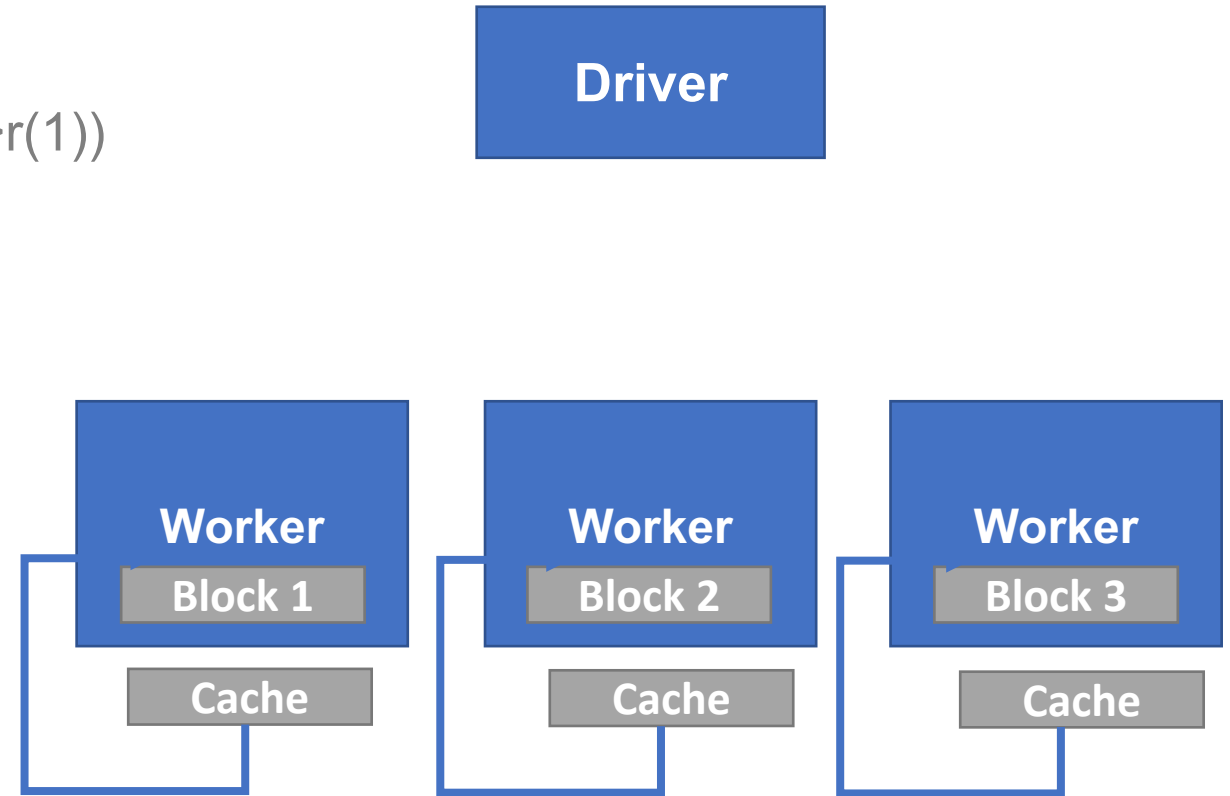 Driver
r(1))
Worker Worker Worker
Block 1 Block 2 Block 3
Cache Cache Cache